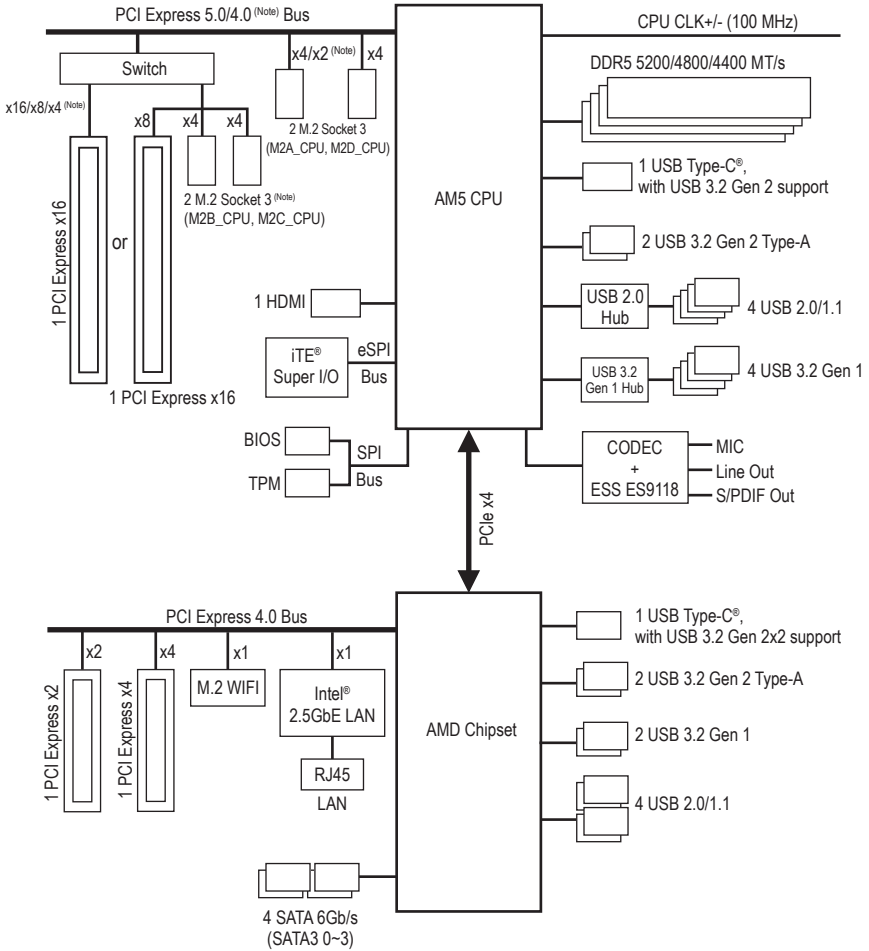 PCI Express 5.0/4.0 (Note) Bus
CPU CLK+/- (100 MHz)
Switch
x4/x2 (Note)
x4
DDR5 5200/4800/4400 MT/s
x16/x8/x4 (Note)
x8
x4
x4
2 M.2 Socket 3
(M2A_CPU, M2D_CPU)
1 PCI Express x16
or
2 M.2 Socket 3 (Note)
(M2B_CPU, M2C_CPU)
1 PCI Express x16
AM5 CPU
1 USB Type-C®,
with USB 3.2 Gen 2 support
2 USB 3.2 Gen 2 Type-A
1 HDMI
USB 2.0
Hub
4 USB 2.0/1.1
iTE®
Super I/O
eSPI
Bus
USB 3.2
Gen 1 Hub
4 USB 3.2 Gen 1
BIOS
TPM
SPI
Bus
CODEC
+
ESS ES9118
MIC
Line Out
S/PDIF Out
PCIe x4
PCI Express 4.0 Bus
x2
x4
x1
x1
1 PCI Express x2
1 PCI Express x4
M.2 WIFI
Intel®
2.5GbE LAN
RJ45
LAN
AMD Chipset
1 USB Type-C®,
with USB 3.2 Gen 2x2 support
2 USB 3.2 Gen 2 Type-A
2 USB 3.2 Gen 1
4 USB 2.0/1.1
4 SATA 6Gb/s
(SATA3 0~3)